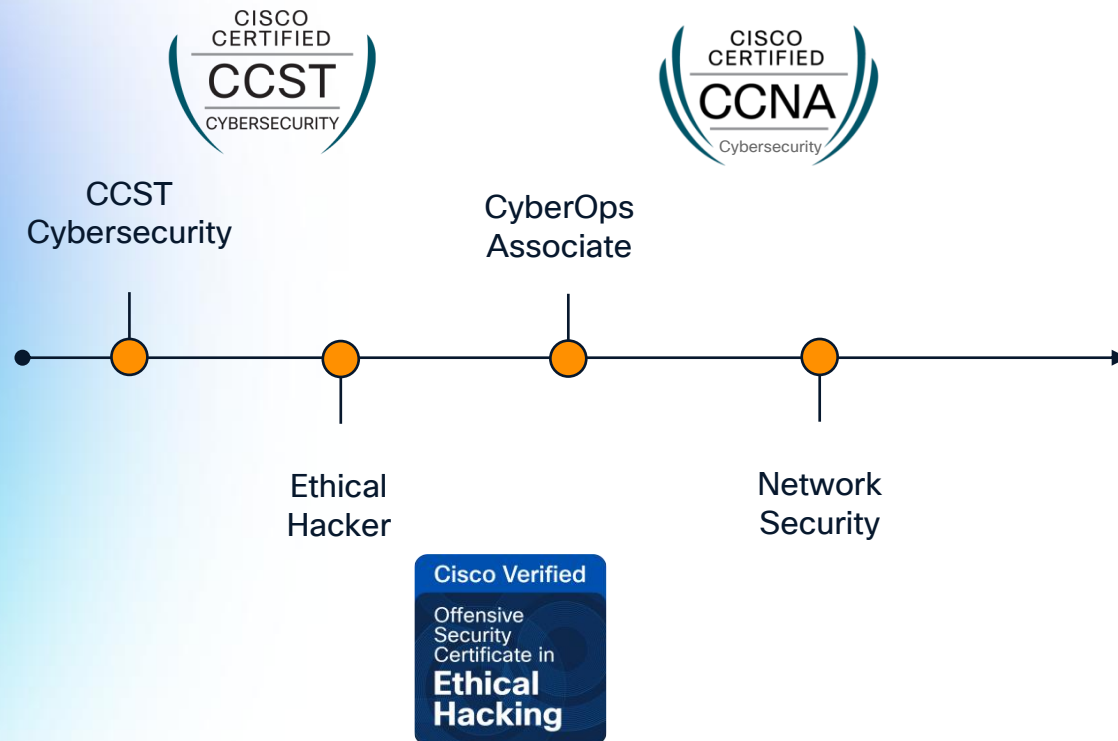 CISCO
CERTIFIED
CCST
CYBERSECURITY
CISCO
CERTIFIED
CCNA
Cybersecurity
CCST
Cybersecurity
CyberOps
Associate
Ethical
Hacker
Network
Security
Cisco Verified
Offensive
Security
Certificate in
Ethical
Hacking